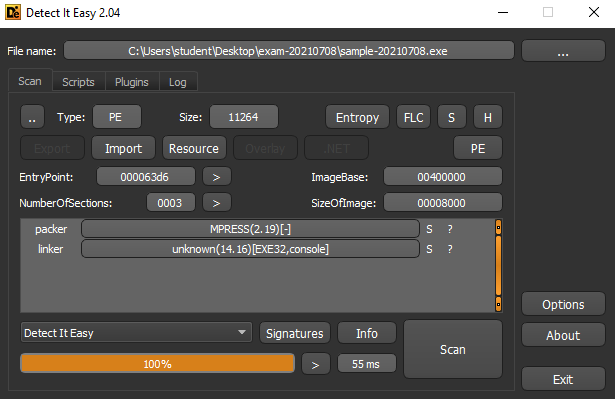 Detect It Easy 2.04
File name: C:\Users\student\Desktop\exam-20210708\sample-20210708.exe ...
Scan Scripts Plugins Log
.. Type: PE Size: 11264 Entropy FLC S H
Export Import Resource Overlay .NET PE
EntryPoint: 000063d6 > ImageBase: 00400000
NumberOfSections: 0003 > SizeOfImage: 00008000
packer MPRESS(2.19)[-] S ?
linker unknown(14.16)[EXE32,console] S ?
Options
Detect It Easy Signatures Info Scan About
100% > 55 ms
Exit